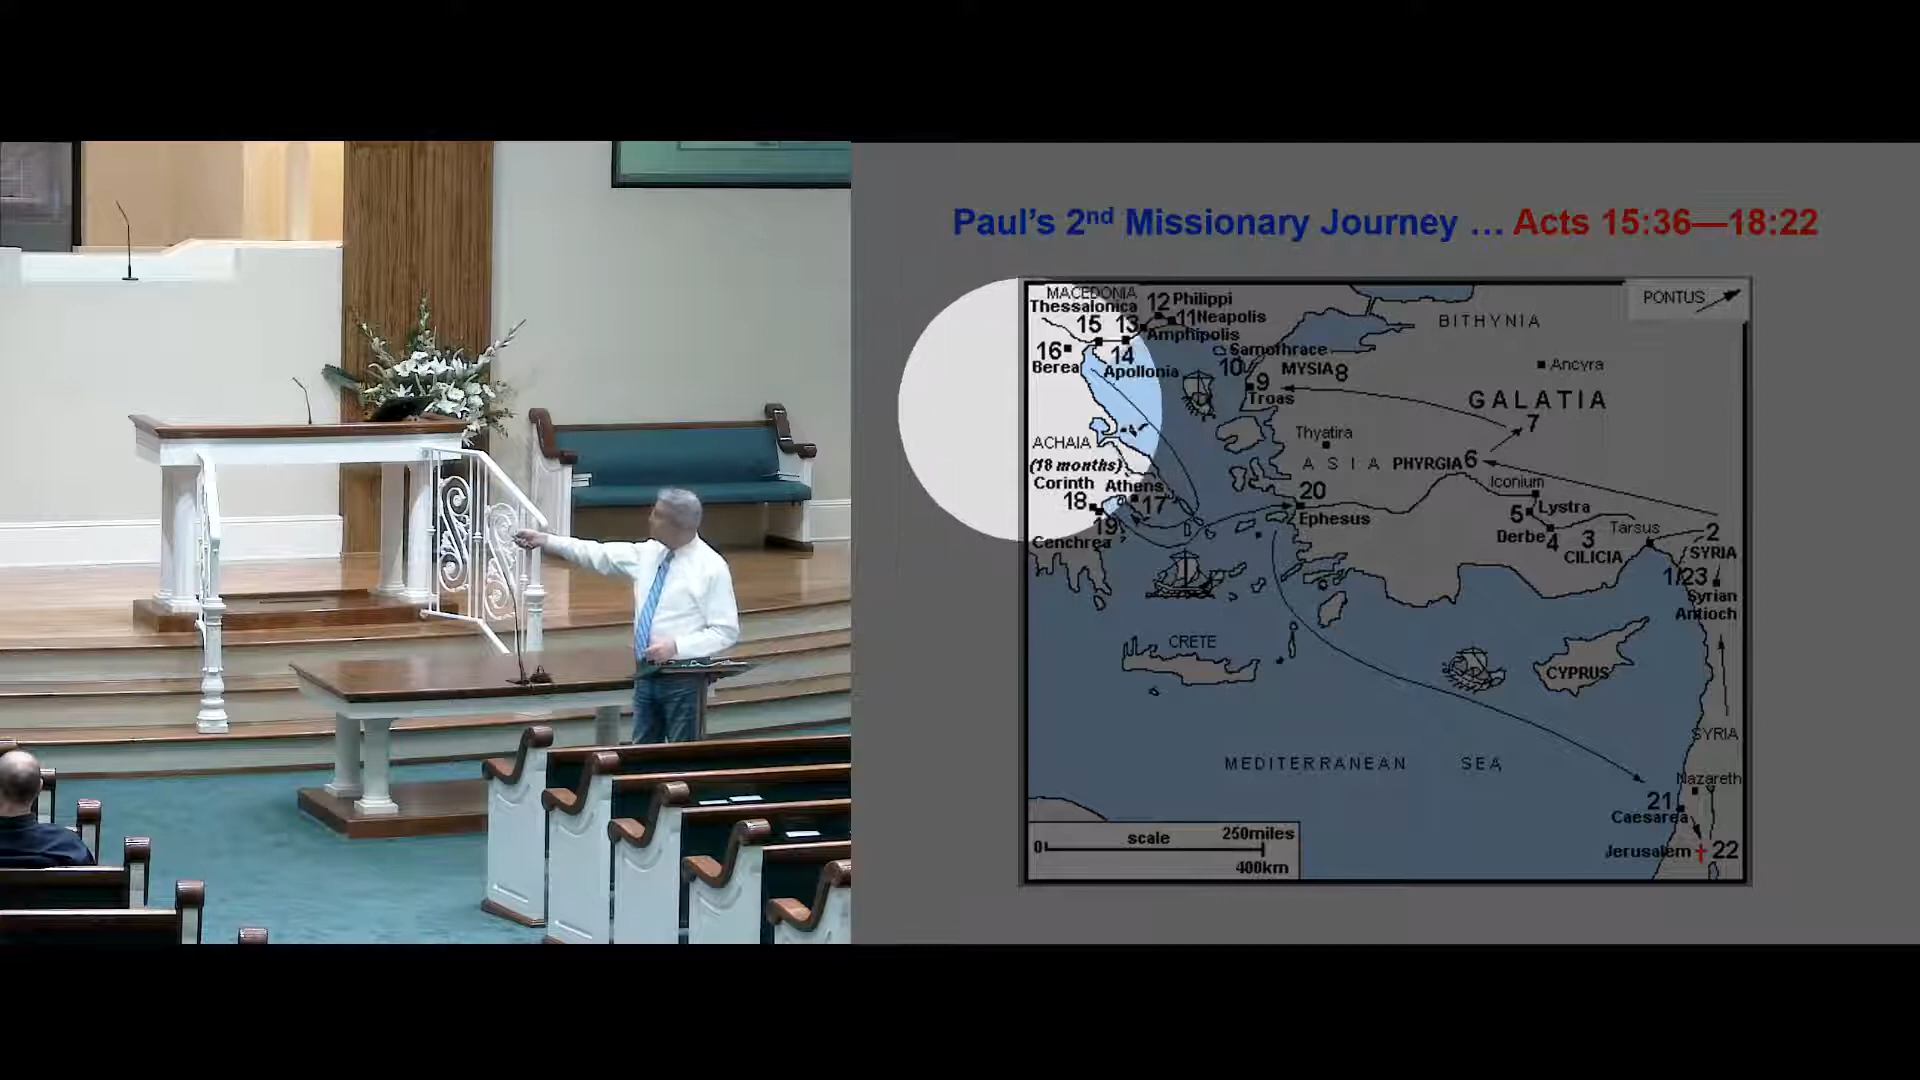 Paul's 2nd Missionary Journey … Acts 15:36—18:22
PONTUS
MACEDONIA
Thessalonica
12 Philippi
11 Neapolis
15 13
Amphipolis
BITHYNIA
16
Berea
14
Apollonia
Samothrace
10
MYSIA 8
9
Troas
Ancyra
GALATIA
7
Thyatira
ACHAIA
(18 months)
Corinth
Athens
18
17
19
Cenchrea
ASIA
PHYRGIA 6
Iconium
20
Ephesus
5
Lystra
Derbe 4
3
CILICIA
Tarsus
2
SYRIA
1/23
Syrian
Antioch
CRETE
CYPRUS
SYRIA
MEDITERRANEAN SEA
Nazareth
21
Caesarea
Jerusalem 22
0
scale
250miles
400km